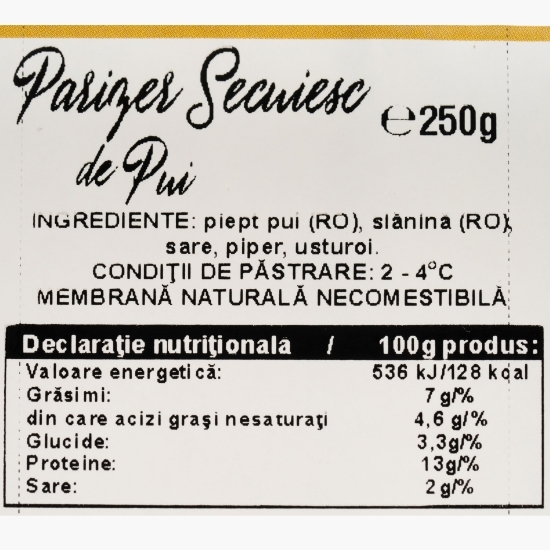 Parizer Secuiesc
℮250g
de Pui
INGREDIENTE: piept pui (RO), slănină (RO),
sare, piper, usturoi.
CONDIŢII DE PĂSTRARE: 2 - 4°C
MEMBRANĂ NATURALĂ NECOMESTIBILĂ
Declaraţie nutriţionala / 100g produs:
Valoare energetică: 536 kJ/128 kcal
Grăsimi: 7 g/%
din care acizi graşi nesaturaţi 4,6 g/%
Glucide: 3,3g/%
Proteine: 13g/%
Sare: 2 g/%